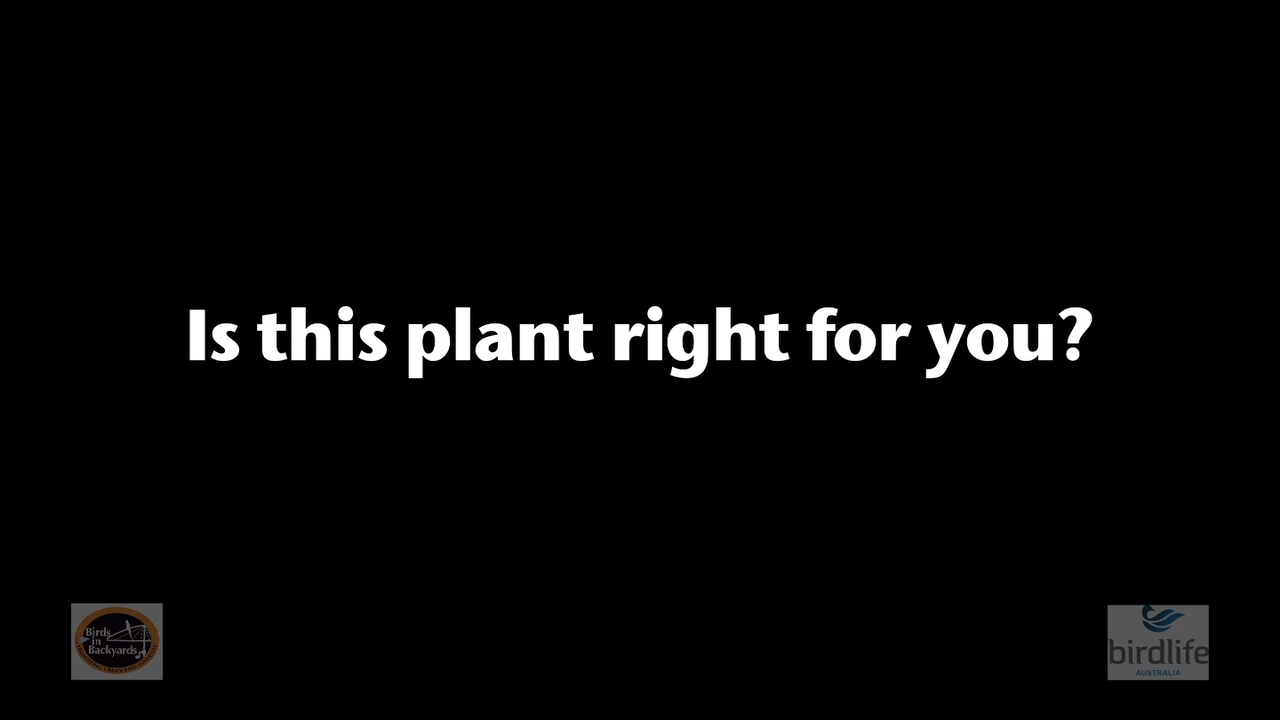 Is this plant right for you?
Birds
in
Backyards
birdlife
AUSTRALIA